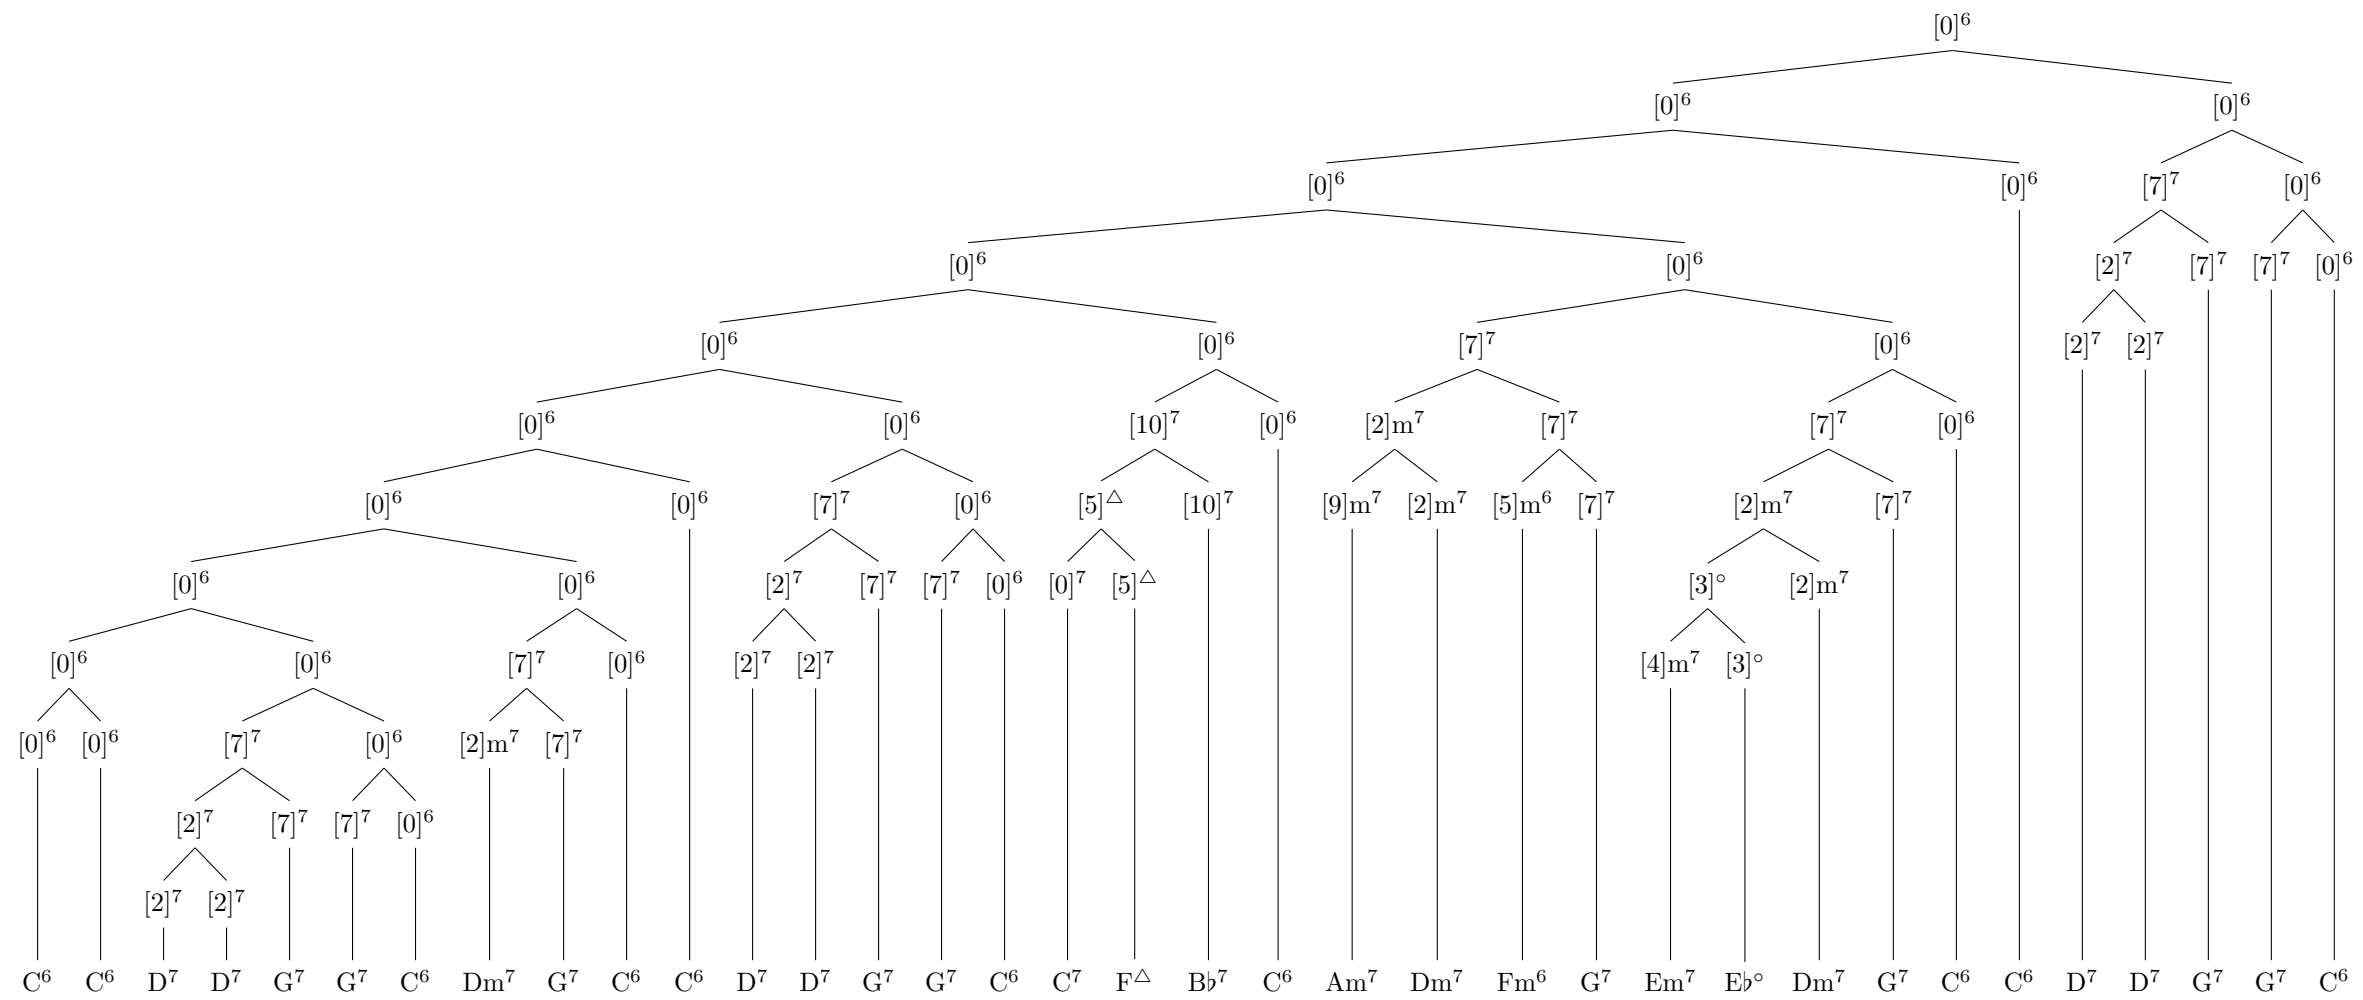 [0]⁶
[0]⁶ [0]⁶
[0]⁶ [0]⁶ [7]⁷ [0]⁶
[0]⁶ [0]⁶ [2]⁷ [7]⁷ [7]⁷ [0]⁶
[0]⁶ [0]⁶ [7]⁷ [0]⁶ [2]⁷ [2]⁷
[0]⁶ [0]⁶ [10]⁷ [0]⁶ [2]m⁷ [7]⁷ [7]⁷ [0]⁶
[0]⁶ [0]⁶ [7]⁷ [0]⁶ [5]△ [10]⁷ [9]m⁷ [2]m⁷ [5]m⁶ [7]⁷ [2]m⁷ [7]⁷
[0]⁶ [0]⁶ [2]⁷ [7]⁷ [7]⁷ [0]⁶ [0]⁷ [5]△ [3]° [2]m⁷
[0]⁶ [0]⁶ [7]⁷ [0]⁶ [2]⁷ [2]⁷ [4]m⁷ [3]°
[0]⁶ [0]⁶ [7]⁷ [0]⁶ [2]m⁷ [7]⁷
[2]⁷ [7]⁷ [7]⁷ [0]⁶
[2]⁷ [2]⁷
C⁶ C⁶ D⁷ D⁷ G⁷ G⁷ C⁶ Dm⁷ G⁷ C⁶ C⁶ D⁷ D⁷ G⁷ G⁷ C⁶ C⁷ F△ B♭⁷ C⁶ Am⁷ Dm⁷ Fm⁶ G⁷ Em⁷ E♭° Dm⁷ G⁷ C⁶ C⁶ D⁷ D⁷ G⁷ G⁷ C⁶